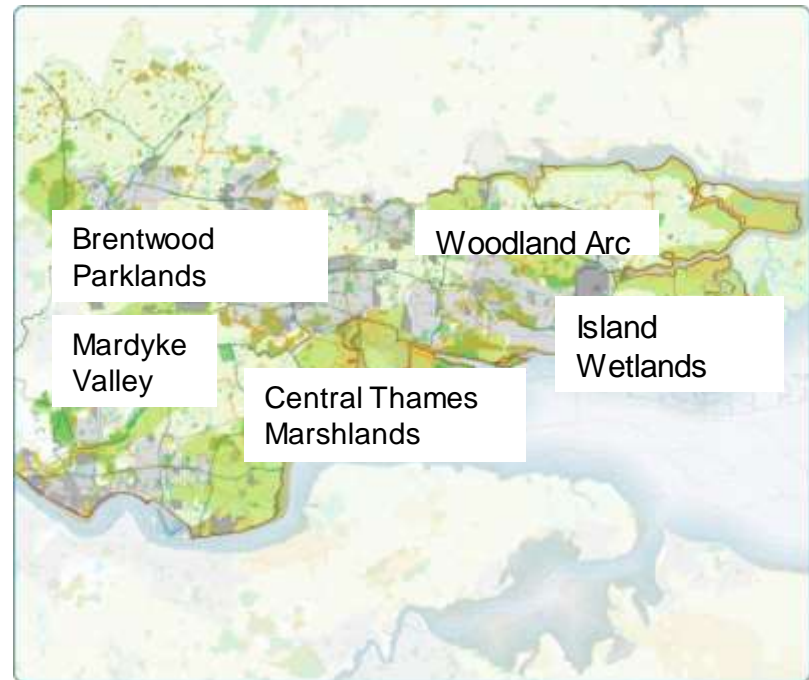 Brentwood
Parklands
Woodland Arc
Island
Wetlands
Mardyke
Valley
Central Thames
Marshlands